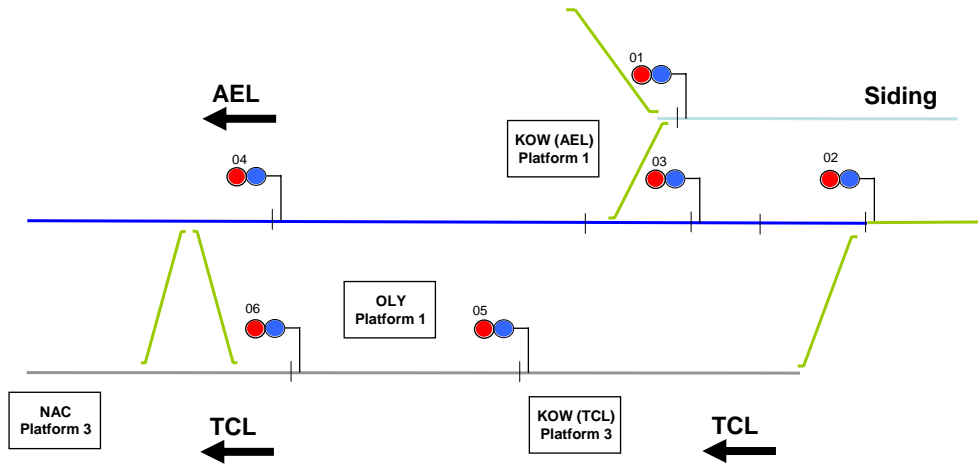 01
AEL
Siding
KOW (AEL)
Platform 1
04
03
02
OLY
Platform 1
06
05
NAC
Platform 3
TCL
KOW (TCL)
Platform 3
TCL